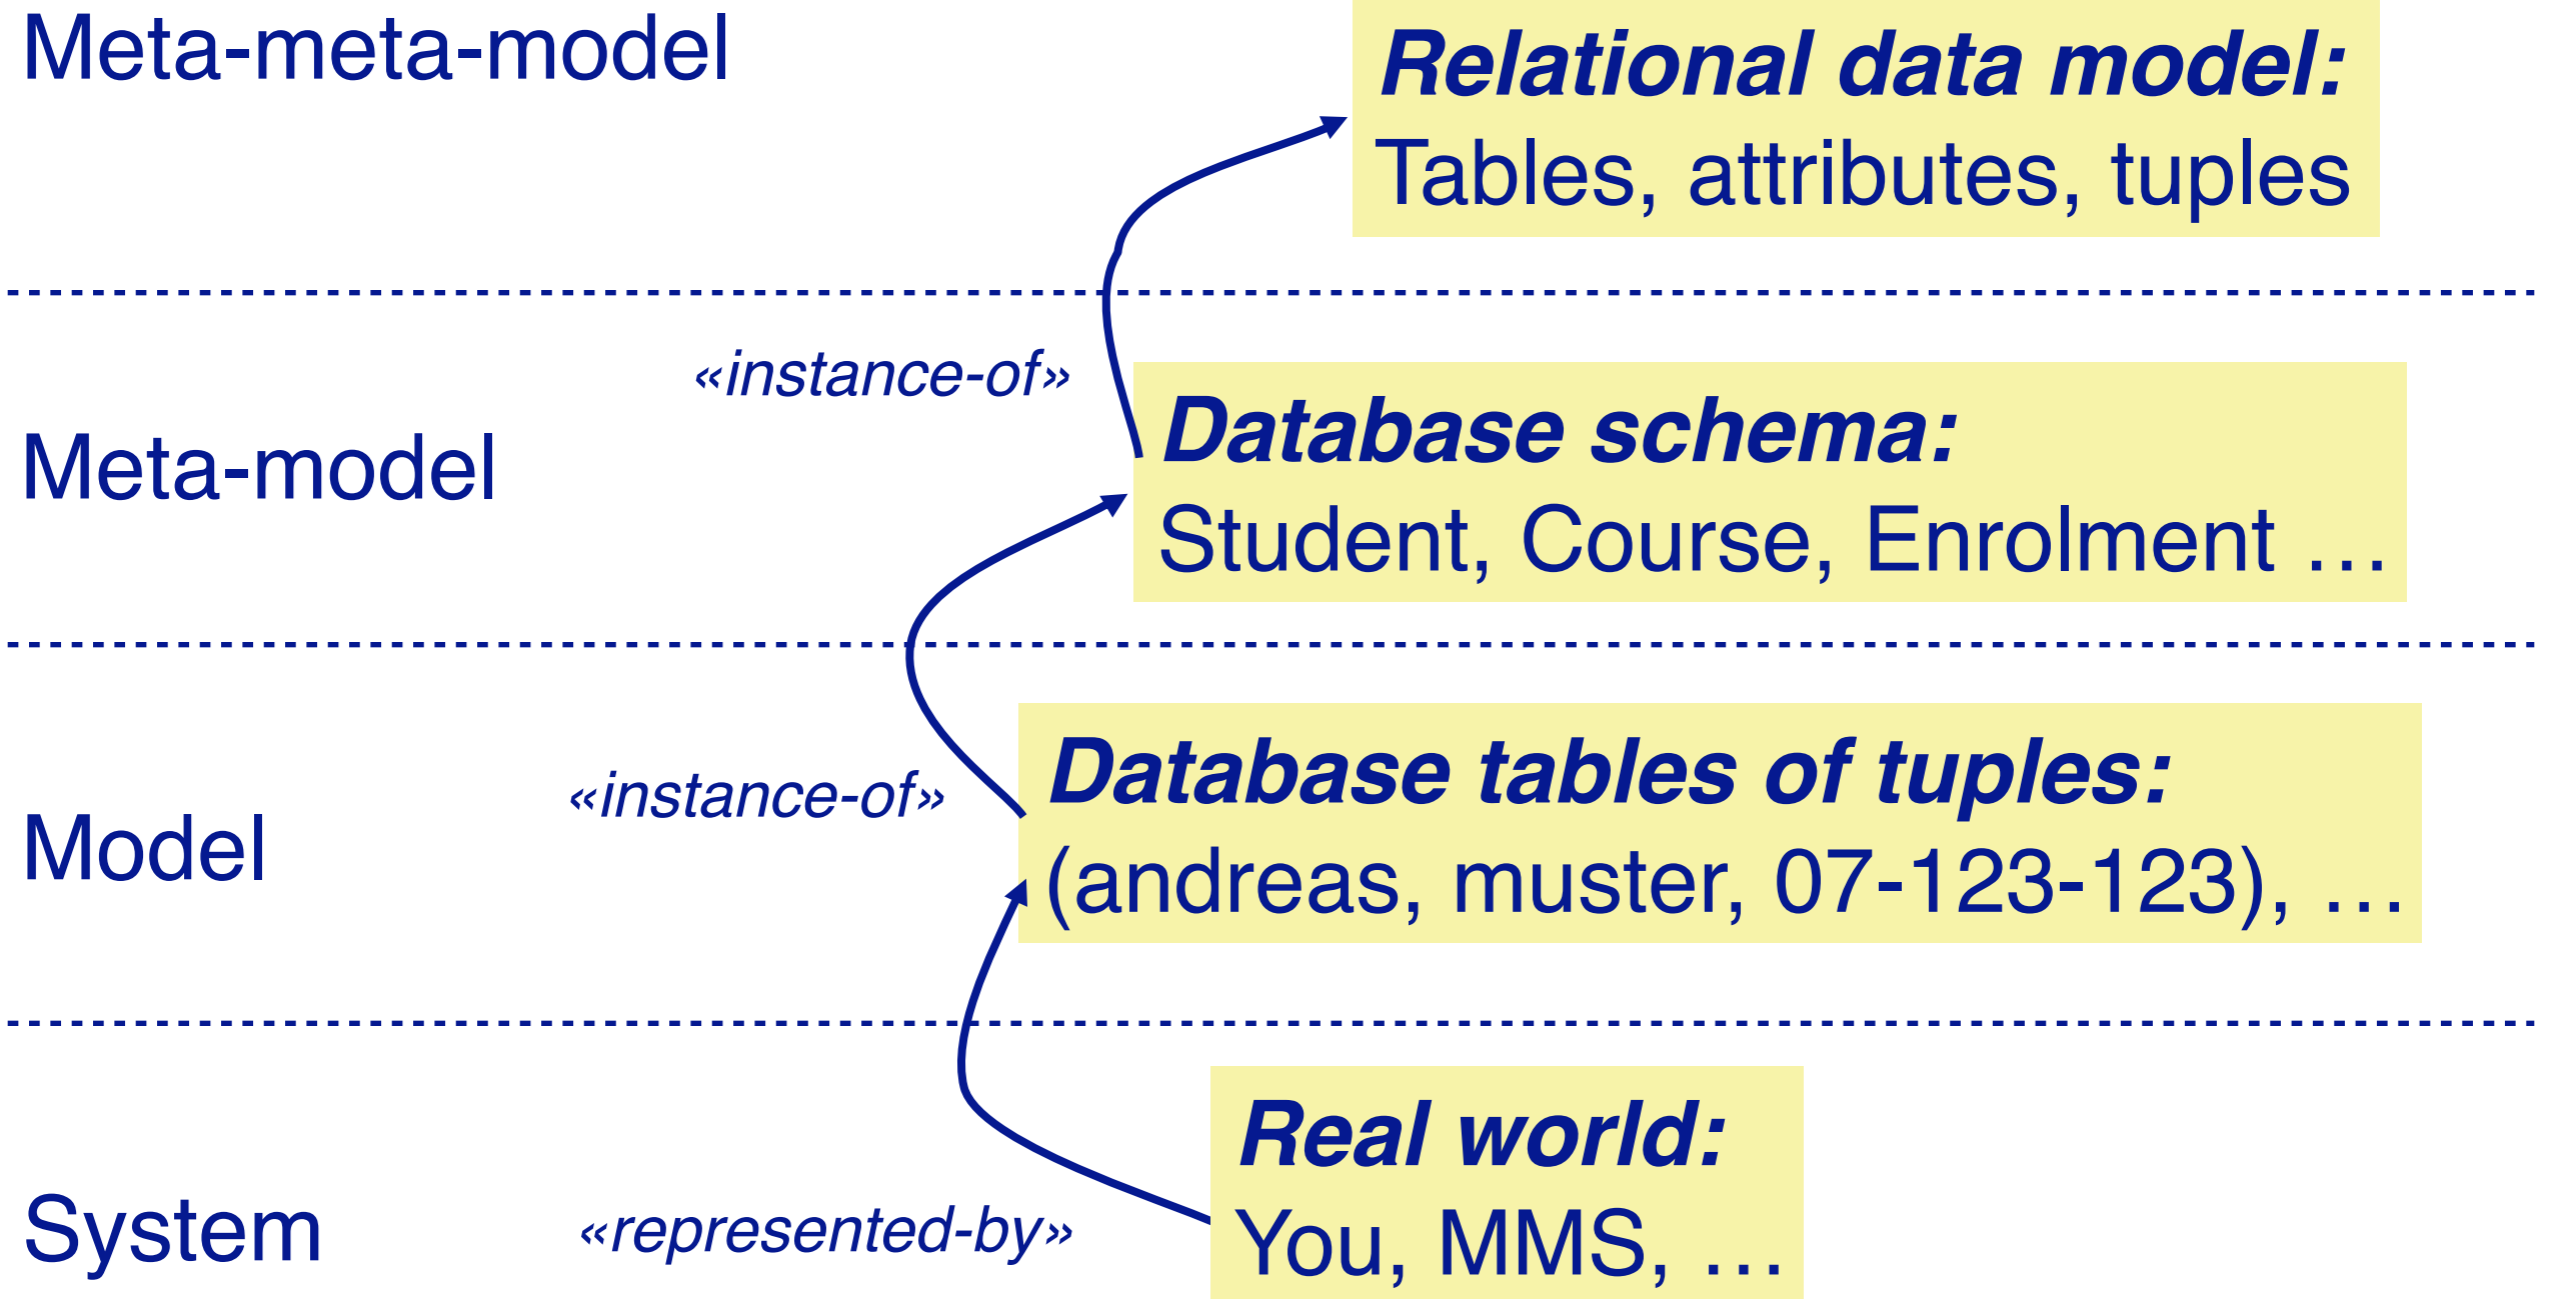 Meta-meta-model
Relational data model:
Tables, attributes, tuples
«instance-of»
Meta-model
Database schema:
Student, Course, Enrolment …
«instance-of»
Model
Database tables of tuples:
(andreas, muster, 07-123-123), …
System
«represented-by»
Real world:
You, MMS, …